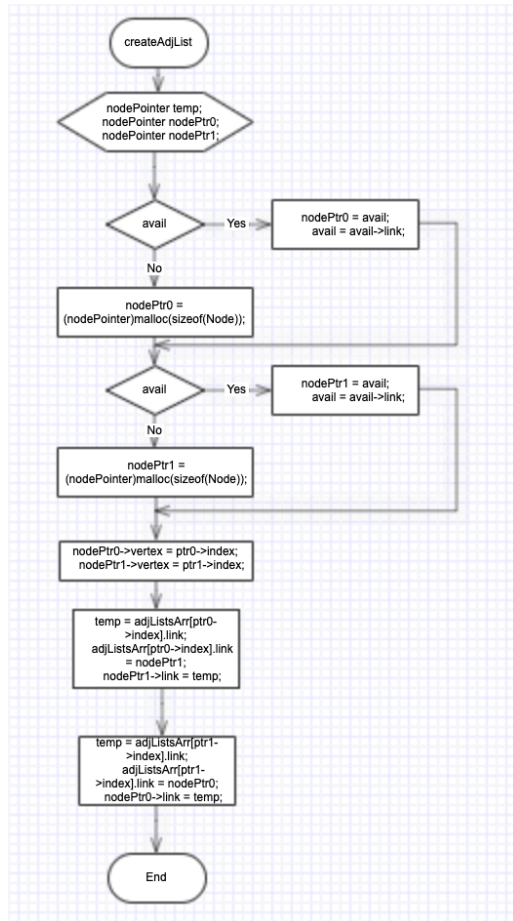 createAdjList
nodePointer temp;
nodePointer nodePtr0;
nodePointer nodePtr1;
avail
Yes
nodePtr0 = avail;
avail = avail->link;
No
nodePtr0 =
(nodePointer)malloc(sizeof(Node));
avail
Yes
nodePtr1 = avail;
avail = avail->link;
No
nodePtr1 =
(nodePointer)malloc(sizeof(Node));
nodePtr0->vertex = ptr0->index;
nodePtr1->vertex = ptr1->index;
temp = adjListsArr[ptr0-
>index].link;
adjListsArr[ptr0->index].link
= nodePtr1;
nodePtr1->link = temp;
temp = adjListsArr[ptr1-
>index].link;
adjListsArr[ptr1-
>index].link = nodePtr0;
nodePtr0->link = temp;
End